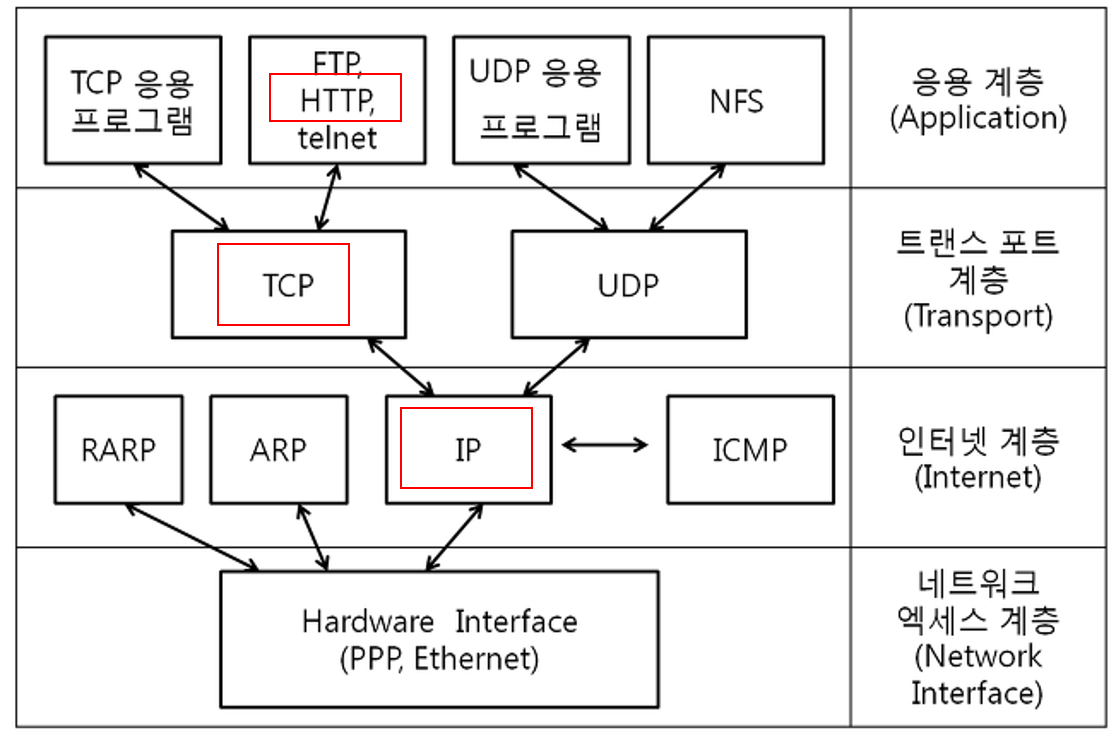 TCP 응용
프로그램
FTP,
HTTP,
telnet
UDP 응용
프로그램
NFS
응용 계층
(Application)
TCP
UDP
트랜스 포트
계층
(Transport)
RARP
ARP
IP
ICMP
인터넷 계층
(Internet)
Hardware Interface
(PPP, Ethernet)
네트워크
엑세스 계층
(Network
Interface)